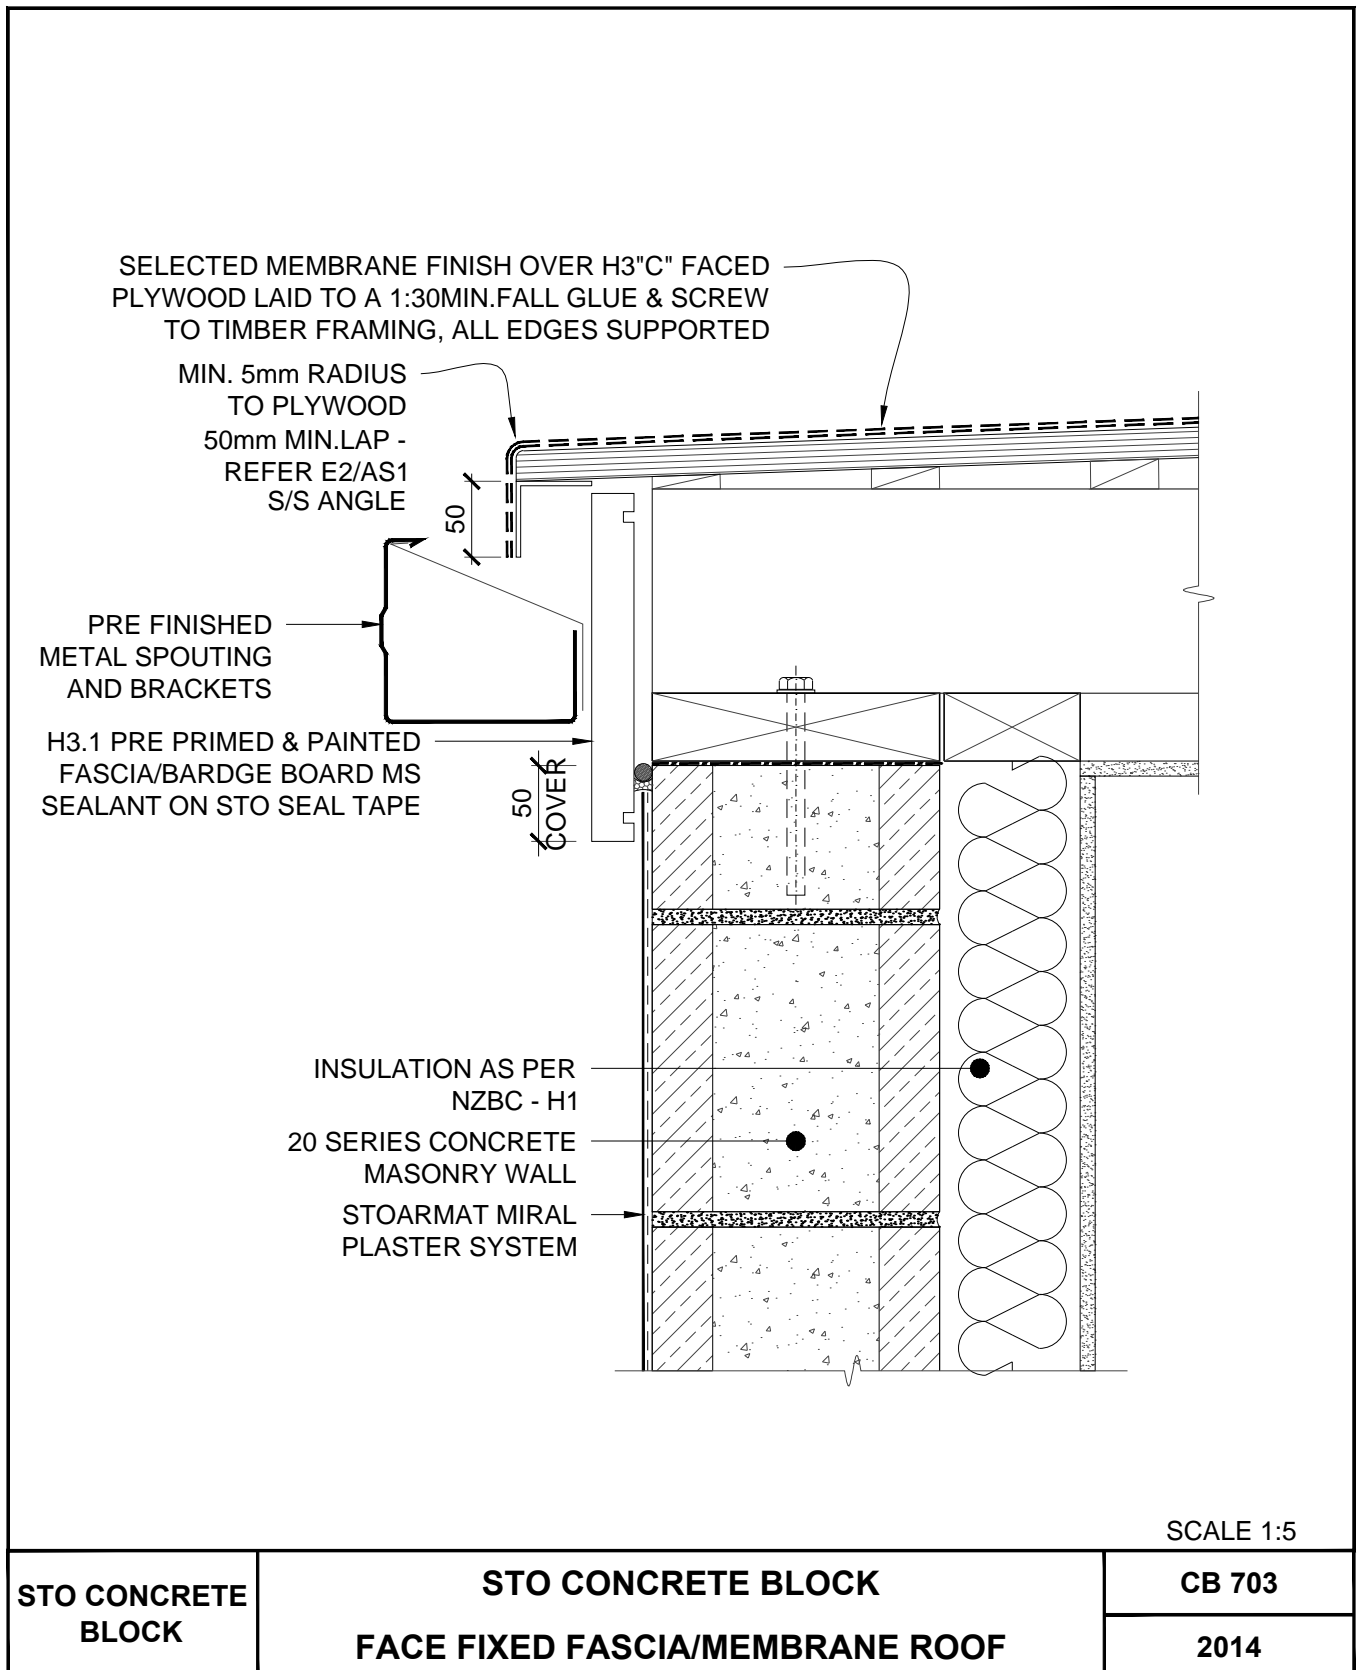 SELECTED MEMBRANE FINISH OVER H3"C" FACED
PLYWOOD LAID TO A 1:30MIN.FALL GLUE & SCREW
TO TIMBER FRAMING, ALL EDGES SUPPORTED
MIN. 5mm RADIUS
TO PLYWOOD
50mm MIN.LAP -
REFER E2/AS1
S/S ANGLE
50
PRE FINISHED
METAL SPOUTING
AND BRACKETS
H3.1 PRE PRIMED & PAINTED
FASCIA/BARDGE BOARD MS
SEALANT ON STO SEAL TAPE
50
COVER
INSULATION AS PER
NZBC - H1
20 SERIES CONCRETE
MASONRY WALL
STOARMAT MIRAL
PLASTER SYSTEM
SCALE 1:5
STO CONCRETE
BLOCK
STO CONCRETE BLOCK
FACE FIXED FASCIA/MEMBRANE ROOF
CB 703
2014